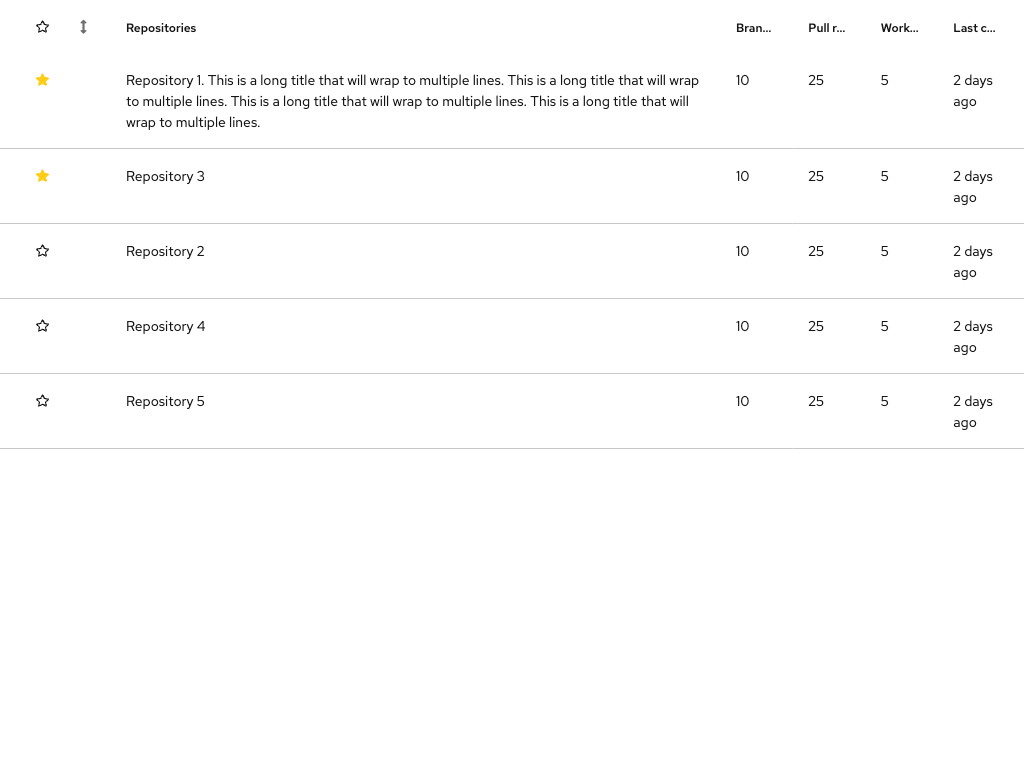 Repositories Bran... Pull r... Work... Last c...
Repository 1. This is a long title that will wrap to multiple lines. This is a long title that will wrap 10 25 5 2 days
to multiple lines. This is a long title that will wrap to multiple lines. This is a long title that will ago
wrap to multiple lines.
Repository 3 10 25 5 2 days
ago
Repository 2 10 25 5 2 days
ago
Repository 4 10 25 5 2 days
ago
Repository 5 10 25 5 2 days
ago